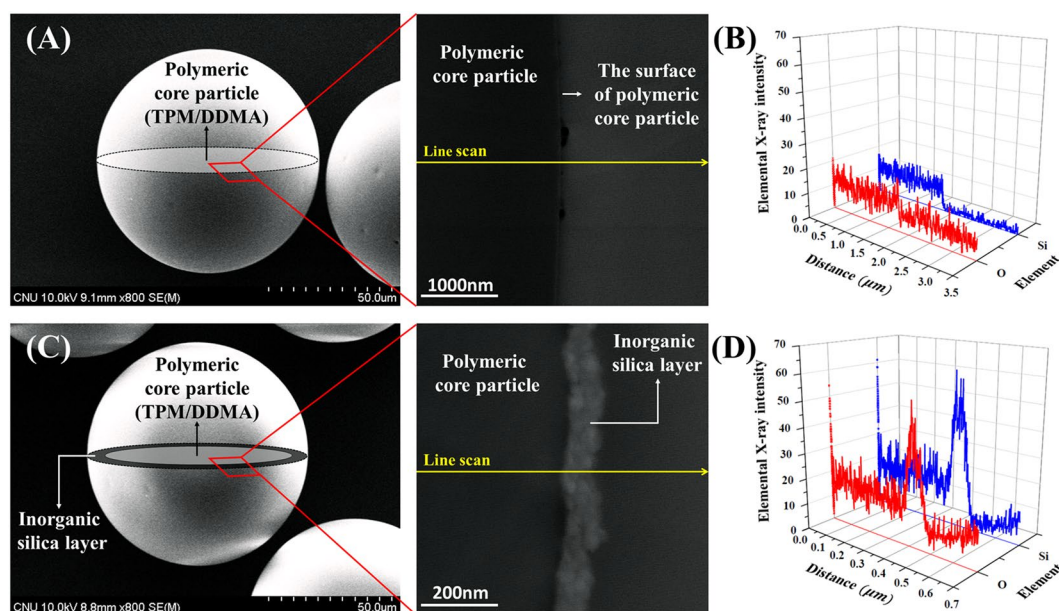 (A)
Polymeric
core particle
(TPM/DDMA)
CNU 10.0kV 9.1mm x800 SE(M)
50.0um
Polymeric
core particle
The surface
of polymeric
core particle
Line scan
1000nm
(B)
Elemental X-ray intensity
70
60
50
40
30
20
10
0
0.0
0.5
1.0
1.5
2.0
2.5
3.0
3.5
Distance (μm)
Si
O
Element
(C)
Polymeric
core particle
(TPM/DDMA)
Inorganic
silica layer
CNU 10.0kV 8.8mm x800 SE(M)
50.0um
Polymeric
core particle
Inorganic
silica layer
Line scan
200nm
(D)
Elemental X-ray intensity
70
60
50
40
30
20
10
0
0.0
0.1
0.2
0.3
0.4
0.5
0.6
0.7
Distance (μm)
Si
O
Element